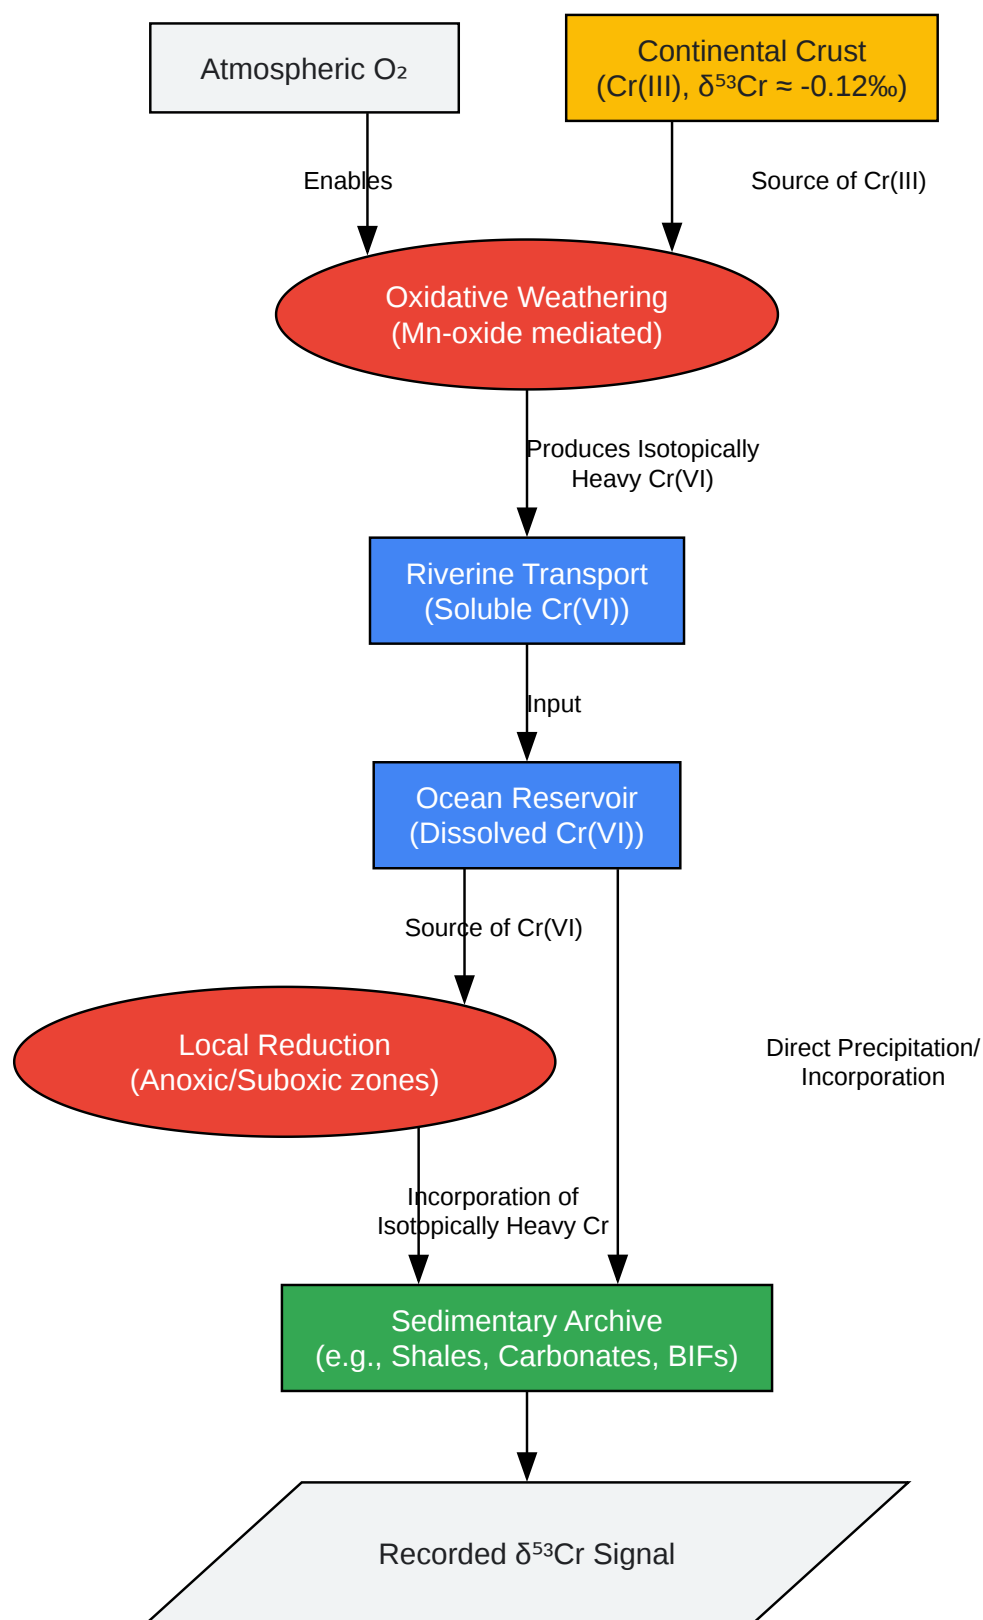 Atmospheric O₂
Continental Crust
(Cr(III), δ⁵³Cr ≈ -0.12‰)
Enables
Source of Cr(III)
Oxidative Weathering
(Mn-oxide mediated)
Produces Isotopically
Heavy Cr(VI)
Riverine Transport
(Soluble Cr(VI))
Input
Ocean Reservoir
(Dissolved Cr(VI))
Source of Cr(VI)
Local Reduction
(Anoxic/Suboxic zones)
Direct Precipitation/
Incorporation
Incorporation of
Isotopically Heavy Cr
Sedimentary Archive
(e.g., Shales, Carbonates, BIFs)
Recorded δ⁵³Cr Signal